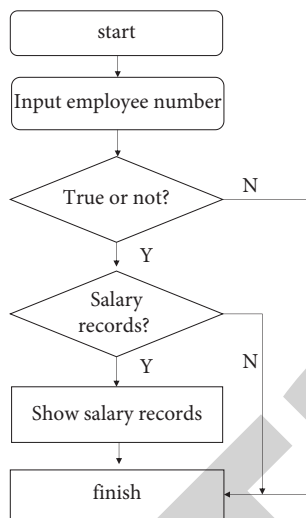 start
Input employee number
True or not?
N
Y
Salary
records?
Y
N
Show salary records
finish